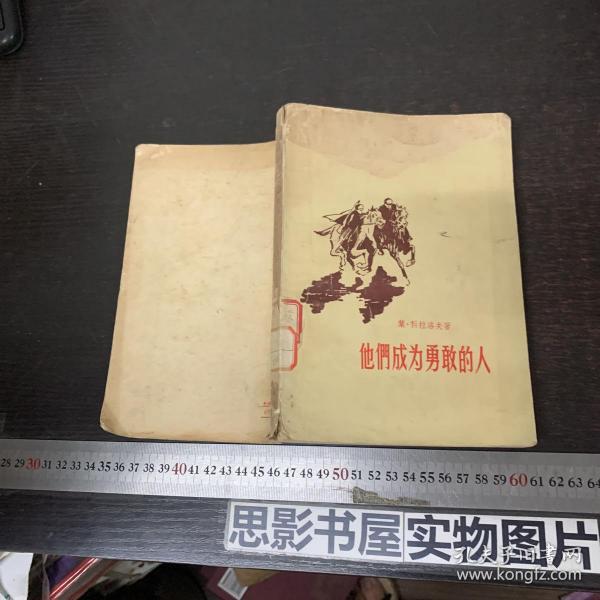 葉·科拉洛夫著
他們成为勇敢的人
28 29 30 31 32 33 34 35 36 37 38 39 40 41 42 43 44 45 46 47 48 49 50 51 52 53 54 55 56 57 58 59 60 61 62 63 64
思影书屋 实物图片
孔夫子旧书网
www.kongfz.com